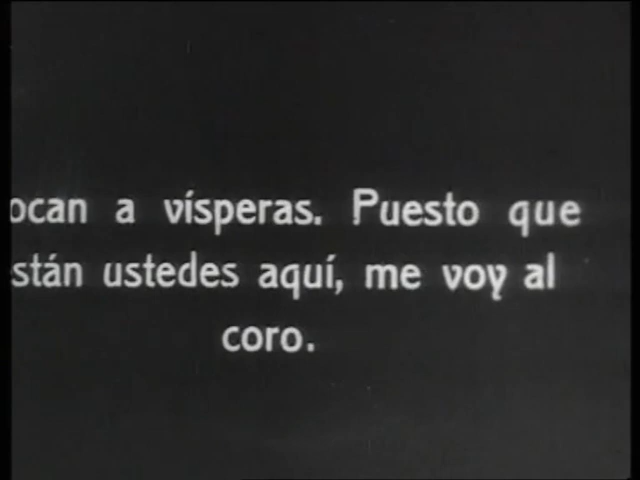 ocan a vísperas. Puesto que
stán ustedes aquí, me voy al
coro.